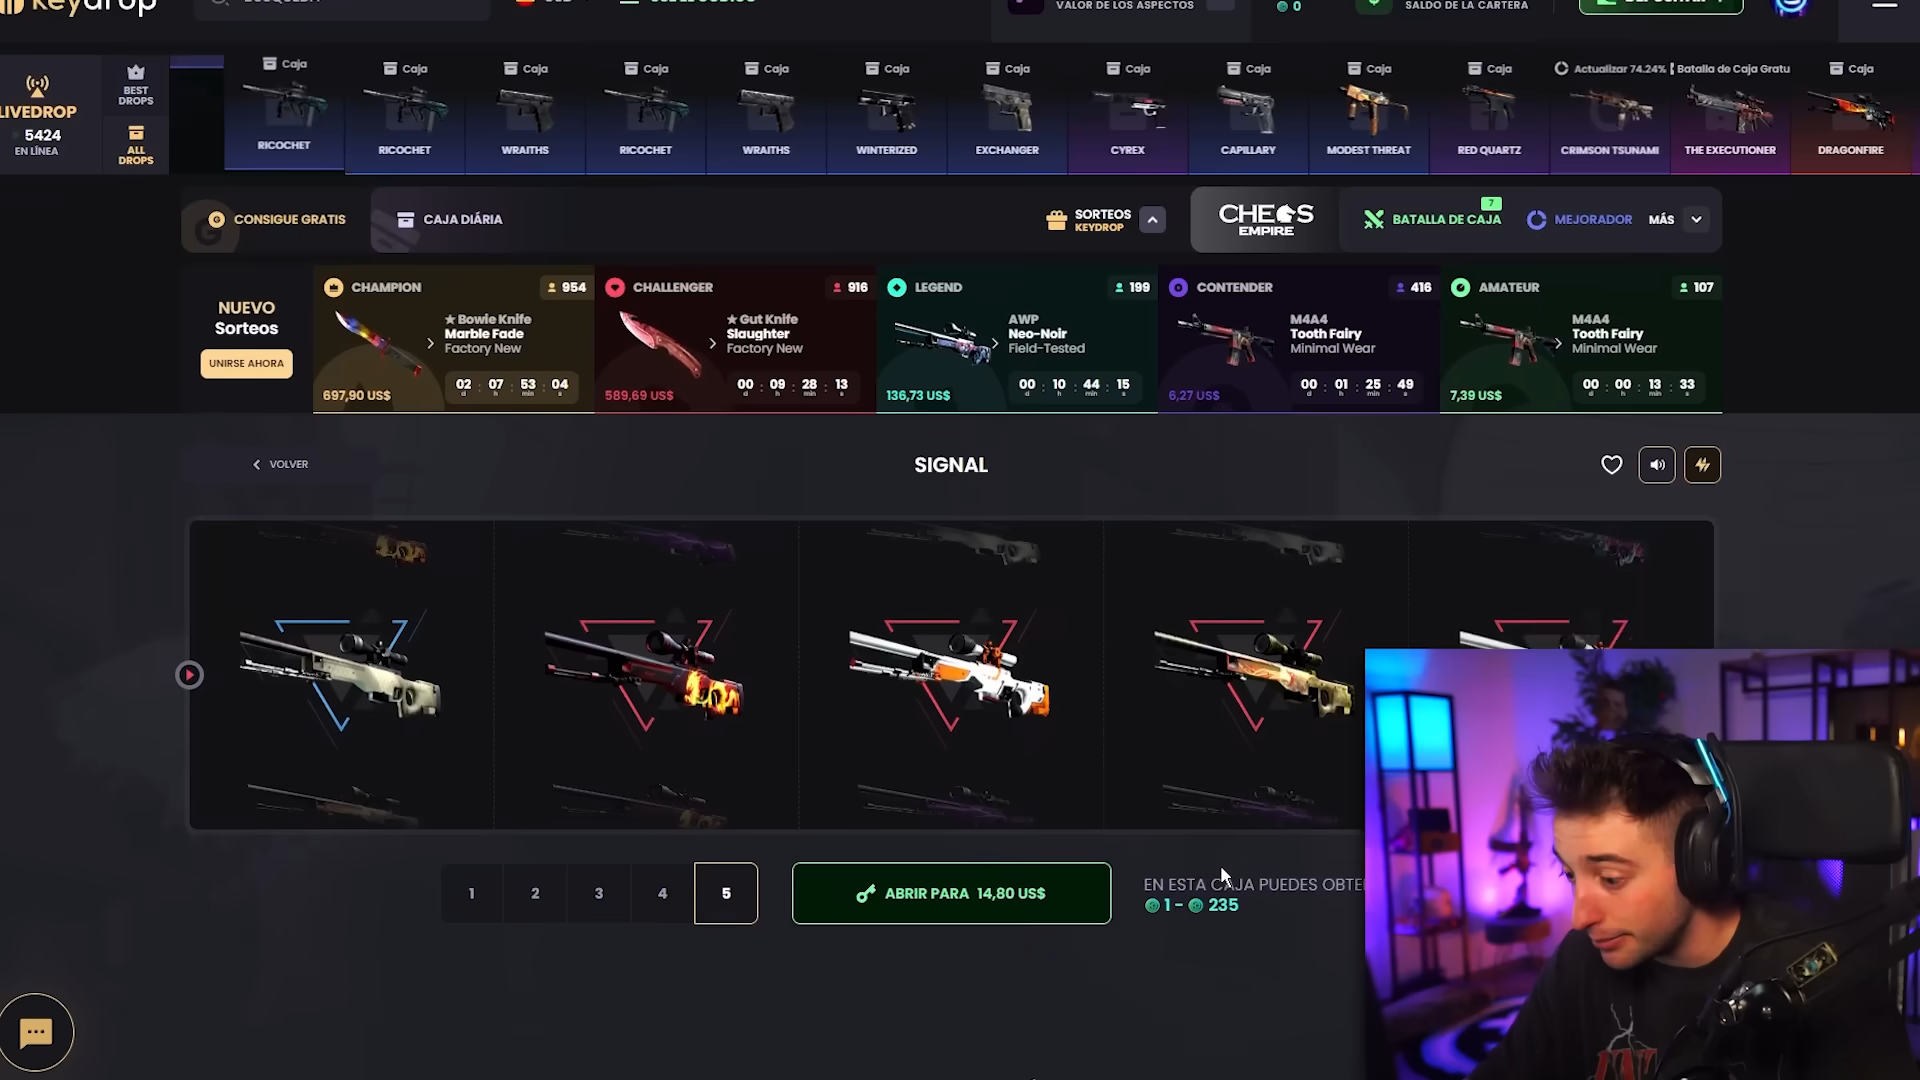 keydrop
VALOR DE LOS ASPECTOS
0
SALDO DE LA CARTERA
LIVEDROP
5424
EN LÍNEA
BEST
DROPS
ALL
DROPS
Caja
RICOCHET
Caja
RICOCHET
Caja
WRAITHS
Caja
RICOCHET
Caja
WRAITHS
Caja
WINTERIZED
Caja
EXCHANGER
Caja
CYREX
Caja
CAPILLARY
Caja
MODEST THREAT
Caja
RED QUARTZ
Actualizar 74.24%
CRIMSON TSUNAMI
Batalla de Caja Gratu
THE EXECUTIONER
Caja
DRAGONFIRE
CONSIGUE GRATIS
CAJA DIÁRIA
SORTEOS
KEYDROP
CHESS
EMPIRE
BATALLA DE CAJA
7
MEJORADOR
MÁS
NUEVO
Sorteos
UNIRSE AHORA
CHAMPION
954
★ Bowie Knife
Marble Fade
Factory New
697,90 US$
02 : 07 : 53 : 04
d h min s
CHALLENGER
916
★ Gut Knife
Slaughter
Factory New
589,69 US$
00 : 09 : 28 : 13
d h min s
LEGEND
199
AWP
Neo-Noir
Field-Tested
136,73 US$
00 : 10 : 44 : 15
d h min s
CONTENDER
416
M4A4
Tooth Fairy
Minimal Wear
6,27 US$
00 : 01 : 25 : 49
d h min s
AMATEUR
107
M4A4
Tooth Fairy
Minimal Wear
7,39 US$
00 : 00 : 13 : 33
d h min s
VOLVER
SIGNAL
1
2
3
4
5
ABRIR PARA 14,80 US$
EN ESTA CAJA PUEDES OBTE
1 - 235